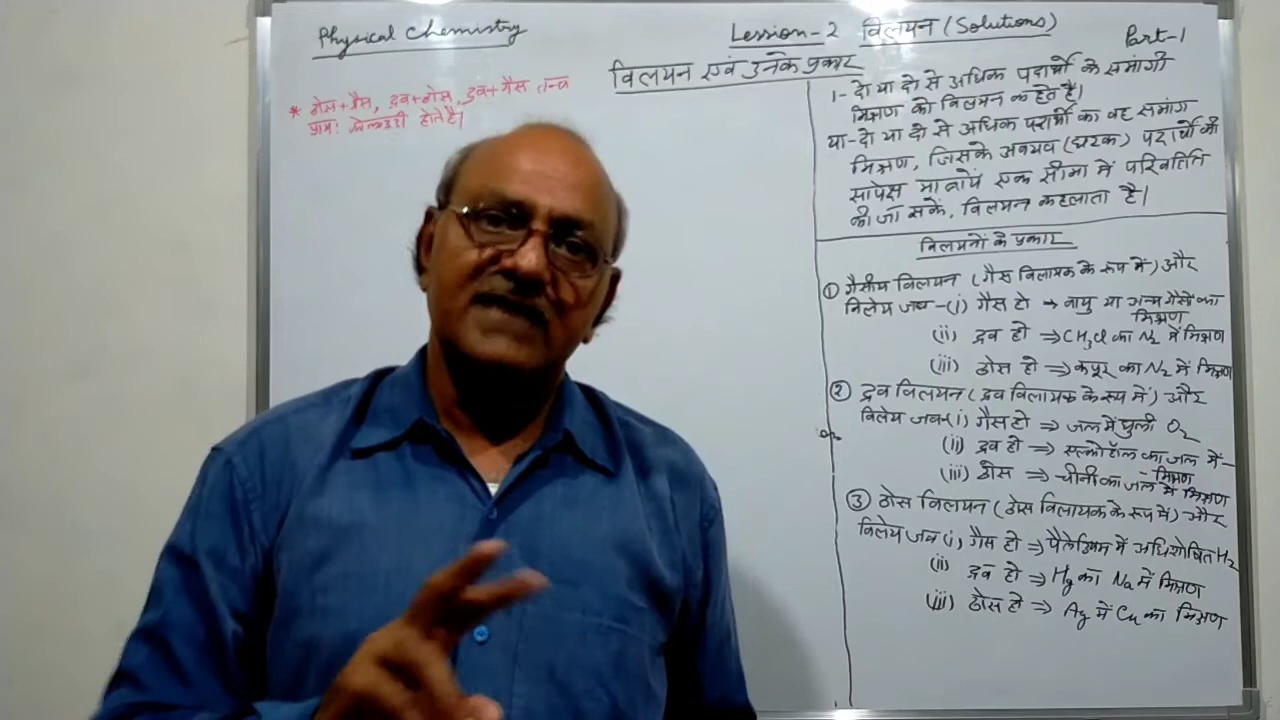 Physical Chemistry
Lession-2 विलयन (Solutions)
Part-1
विलयन एवं उनके प्रकार
* ठोस+गैस, द्रव+ठोस, द्रव+गैस
प्राय: होते हैं।
1- दो या दो से अधिक पदार्थों के समांगी
मिश्रण को विलयन कहते हैं।
या-दो या दो से अधिक पदार्थों का वह समांग
मिश्रण, जिसके अवयव (घटक) पदार्थों की
सापेक्ष मात्रायें एक सीमा में परिवर्तित
की जा सकें, विलयन कहलाता है।
विलयनों के प्रकार
① गैसीय विलयन (गैस विलायक के रूप में) और
विलेय जब-(i) गैस हो → वायु या अन्य गैसों का
मिश्रण
(ii) द्रव हो ⇒ CH3Cl का N2 में मिश्रण
(iii) ठोस हो ⇒ कपूर का N2 में मिश्रण
② द्रव विलयन (द्रव विलायक के रूप में) और
विलेय जब-(i) गैस हो ⇒ जल में घुली O2
(ii) द्रव हो ⇒ एल्कोहॉल का जल में-
-मिश्रण
(iii) ठोस ⇒ चीनी का जल में मिश्रण
③ ठोस विलयन (ठोस विलायक के रूप में) और
विलेय जब (i) गैस हो ⇒ पैलेडियम में अधिशोषित H2
(ii) द्रव हो ⇒ Hg का Na में मिश्रण
(iii) ठोस हो ⇒ Ag में Cu का मिश्रण